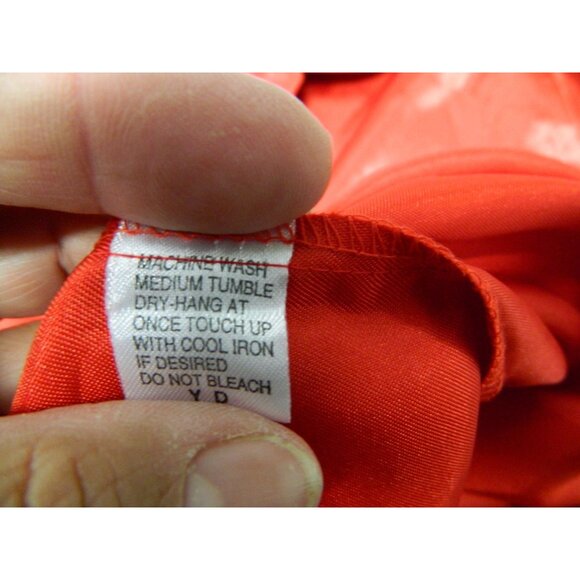 MACHINE WASH
MEDIUM TUMBLE
DRY-HANG AT
ONCE TOUCH UP
WITH COOL IRON
IF DESIRED
DO NOT BLEACH
Y D